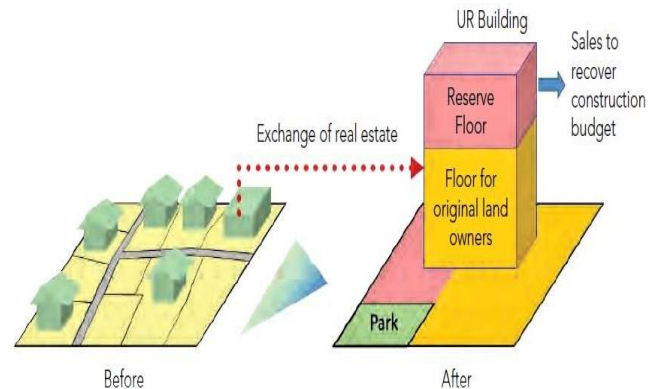 UR Building
Sales to
recover
construction
budget
Reserve
Floor
Exchange of real estate
Floor for
original land
owners
Park
Before
After